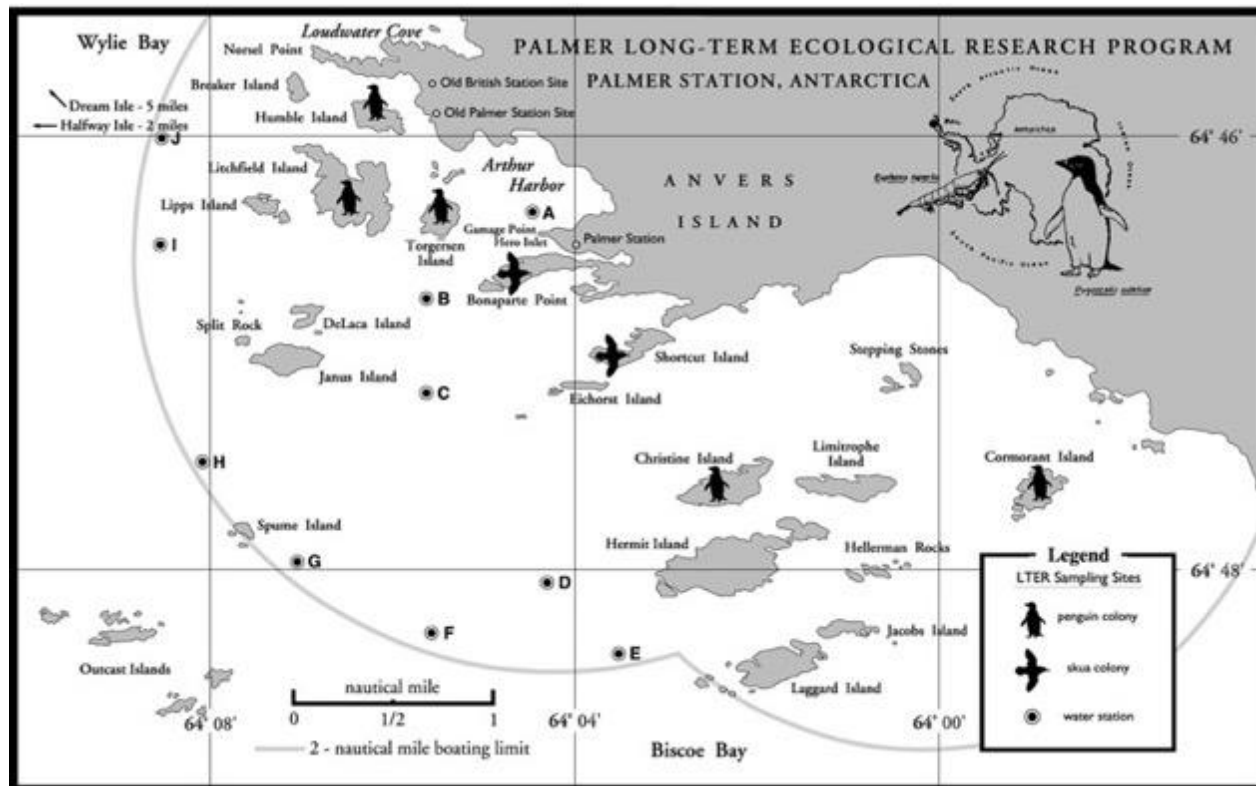 Wylie Bay
Loudwater Cove
Norsel Point
PALMER LONG-TERM ECOLOGICAL RESEARCH PROGRAM
PALMER STATION, ANTARCTICA
Breaker Island
Old British Station Site
Dream Isle - 5 miles
Humble Island
Old Palmer Station Site
Halfway Isle - 2 miles
J
64° 46'
Antarctica
Litchfield Island
Arthur
Harbor
ANVERS
ISLAND
Lipps Island
A
Gamage Point
Hero Inlet
Palmer Station
I
Torgersen
Island
B
Bonaparte Point
Split Rock
DeLaca Island
Shortcut Island
Stepping Stones
Janus Island
C
Eichorst Island
H
Christine Island
Limitrophe
Island
Cormorant Island
Spume Island
G
Hermit Island
Hellerman Rocks
Legend
LTER Sampling Sites
64° 48'
D
penguin colony
F
E
Jacobs Island
skua colony
Outcast Islands
Laggard Island
nautical mile
0 1/2 1
64° 08'
64° 04'
64° 00'
water station
2 - nautical mile boating limit
Biscoe Bay